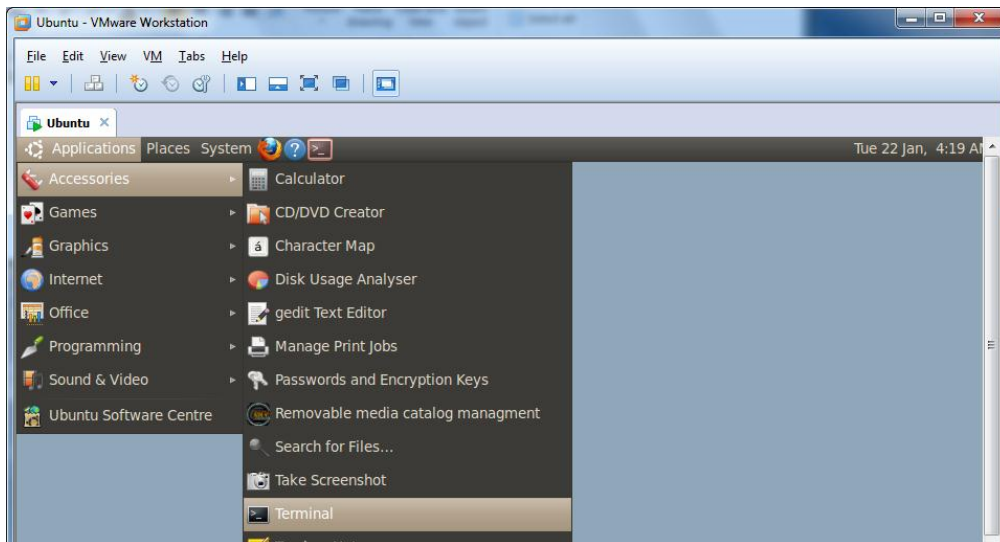 Ubuntu - VMware Workstation
File Edit View VM Tabs Help
Ubuntu
Applications Places System Tue 22 Jan, 4:19 AM
Accessories
Games
Graphics
Internet
Office
Programming
Sound & Video
Ubuntu Software Centre
Calculator
CD/DVD Creator
Character Map
Disk Usage Analyser
gedit Text Editor
Manage Print Jobs
Passwords and Encryption Keys
Removable media catalog managment
Search for Files...
Take Screenshot
Terminal